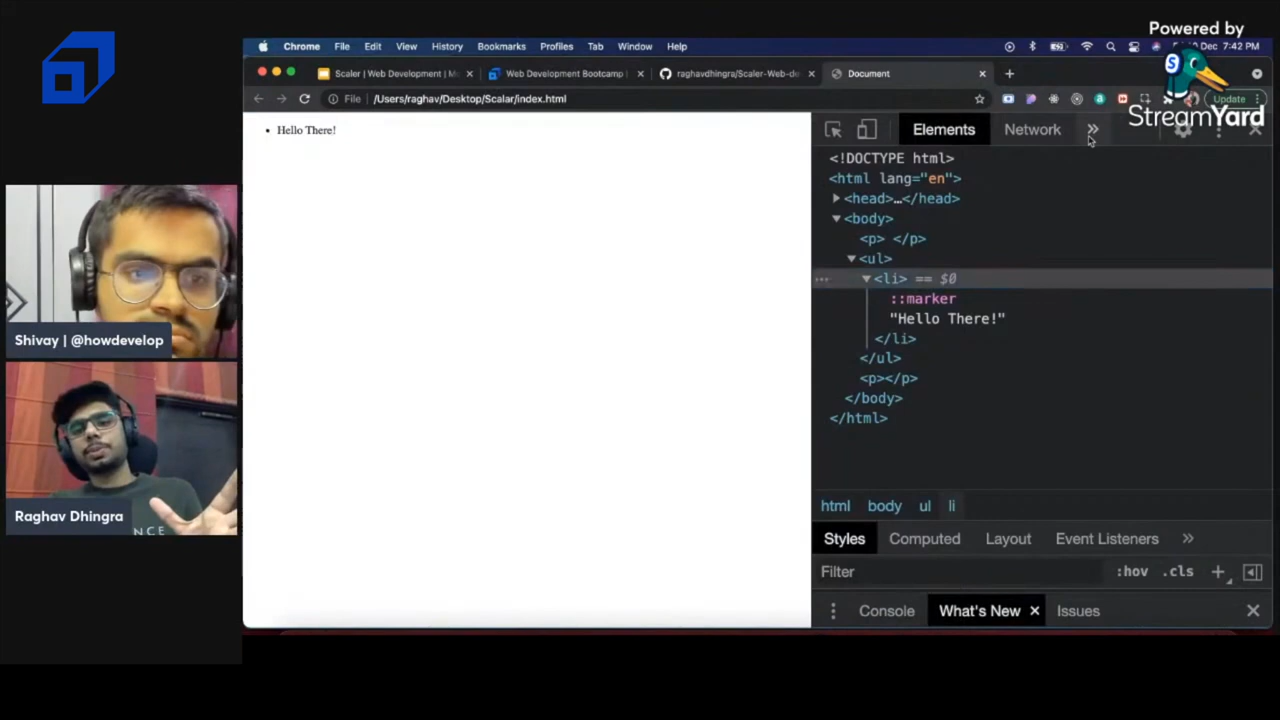 Powered by
StreamYard
Chrome File Edit View History Bookmarks Profiles Tab Window Help
Dec 7:42 PM
Scaler | Web Development | M
Web Development Bootcamp |
raghavdhingra/Scaler-Web-de
Document
File | /Users/raghav/Desktop/Scalar/index.html
Update
• Hello There!
Elements Network »
<!DOCTYPE html>
<html lang="en">
<head>…</head>
<body>
<p> </p>
<ul>
<li> == $0
::marker
"Hello There!"
</li>
</ul>
<p></p>
</body>
</html>
html body ul li
Styles Computed Layout Event Listeners »
Filter :hov .cls +
Console What's New × Issues
Shivay | @howdevelop
Raghav Dhingra
NCE